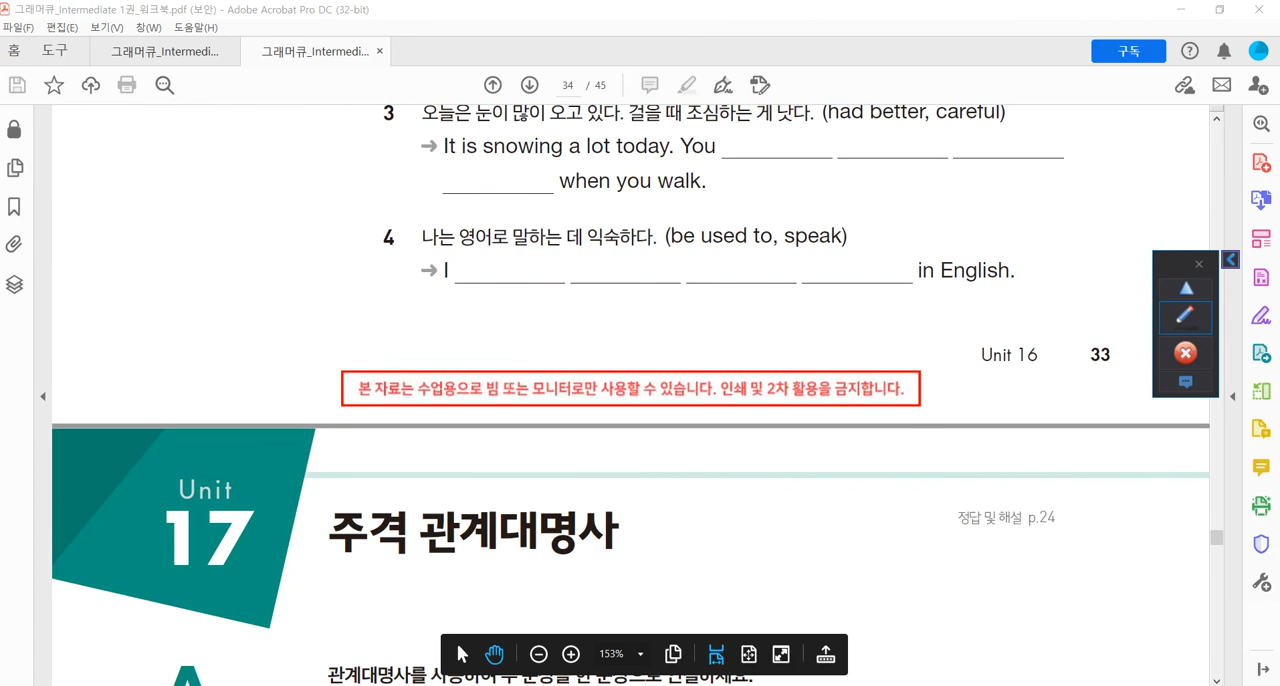 그래머큐_Intermediate 1권_워크북.pdf (보안) - Adobe Acrobat Pro DC (32-bit)
파일(F) 편집(E) 보기(V) 창(W) 도움말(H)
홈 도구 그래머큐_Intermedi... 그래머큐_Intermedi... ×
구독
34 / 45
3 오늘은 눈이 많이 오고 있다. 걸을 때 조심하는 게 낫다. (had better, careful)
➔ It is snowing a lot today. You ________ ________ ________
________ when you walk.
4 나는 영어로 말하는 데 익숙하다. (be used to, speak)
➔ I ________ ________ ________ ________ in English.
Unit 16 33
본 자료는 수업용으로 빔 또는 모니터로만 사용할 수 있습니다. 인쇄 및 2차 활용을 금지합니다.
Unit
17
주격 관계대명사
정답 및 해설 p.24
153%
A
관계대명사를 사용하여 두 문장을 한 문장으로 연결하세요.